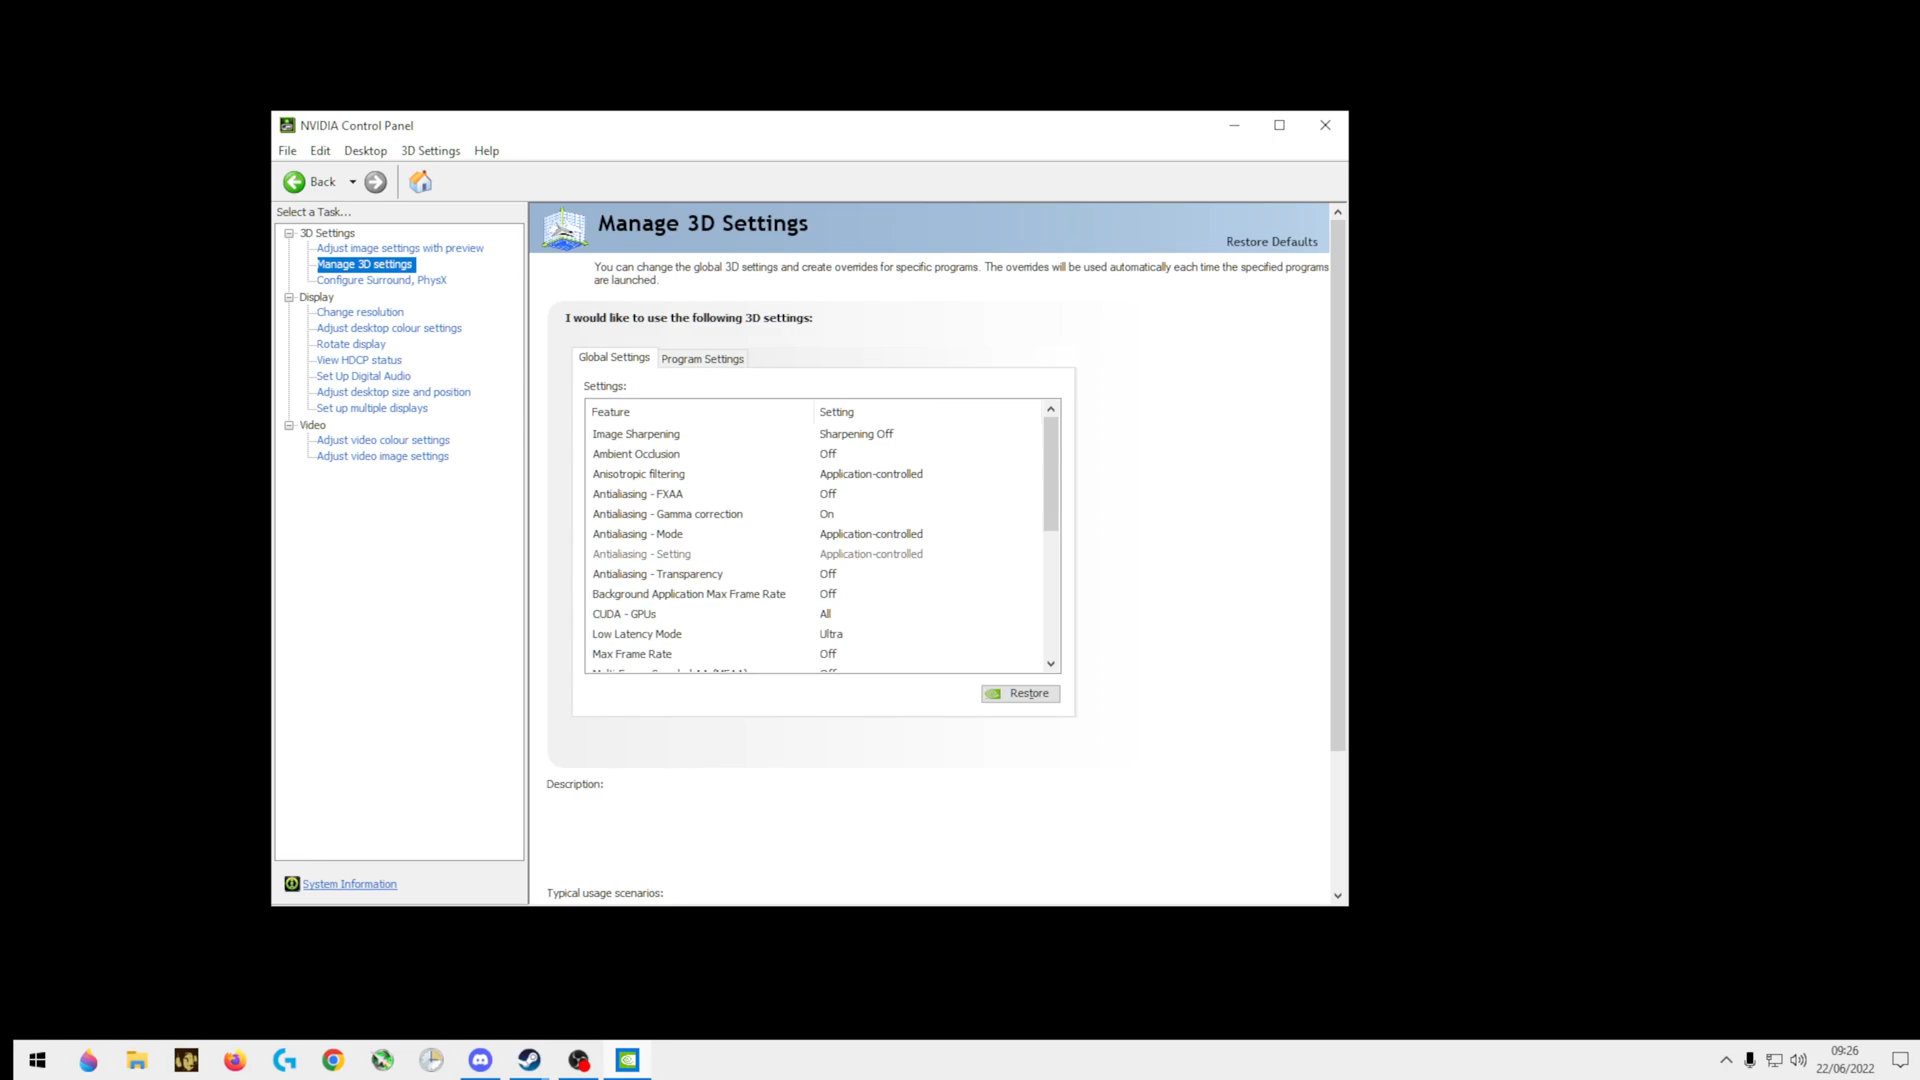 NVIDIA Control Panel
File Edit Desktop 3D Settings Help
Back
Select a Task...
3D Settings
Adjust image settings with preview
Manage 3D settings
Configure Surround, PhysX
Display
Change resolution
Adjust desktop colour settings
Rotate display
View HDCP status
Set Up Digital Audio
Adjust desktop size and position
Set up multiple displays
Video
Adjust video colour settings
Adjust video image settings
System Information
Manage 3D Settings
Restore Defaults
You can change the global 3D settings and create overrides for specific programs. The overrides will be used automatically each time the specified programs
are launched.
I would like to use the following 3D settings:
Global Settings Program Settings
Settings:
Feature Setting
Image Sharpening Sharpening Off
Ambient Occlusion Off
Anisotropic filtering Application-controlled
Antialiasing - FXAA Off
Antialiasing - Gamma correction On
Antialiasing - Mode Application-controlled
Antialiasing - Setting Application-controlled
Antialiasing - Transparency Off
Background Application Max Frame Rate Off
CUDA - GPUs All
Low Latency Mode Ultra
Max Frame Rate Off
Restore
Description:
Typical usage scenarios:
09:26
22/06/2022